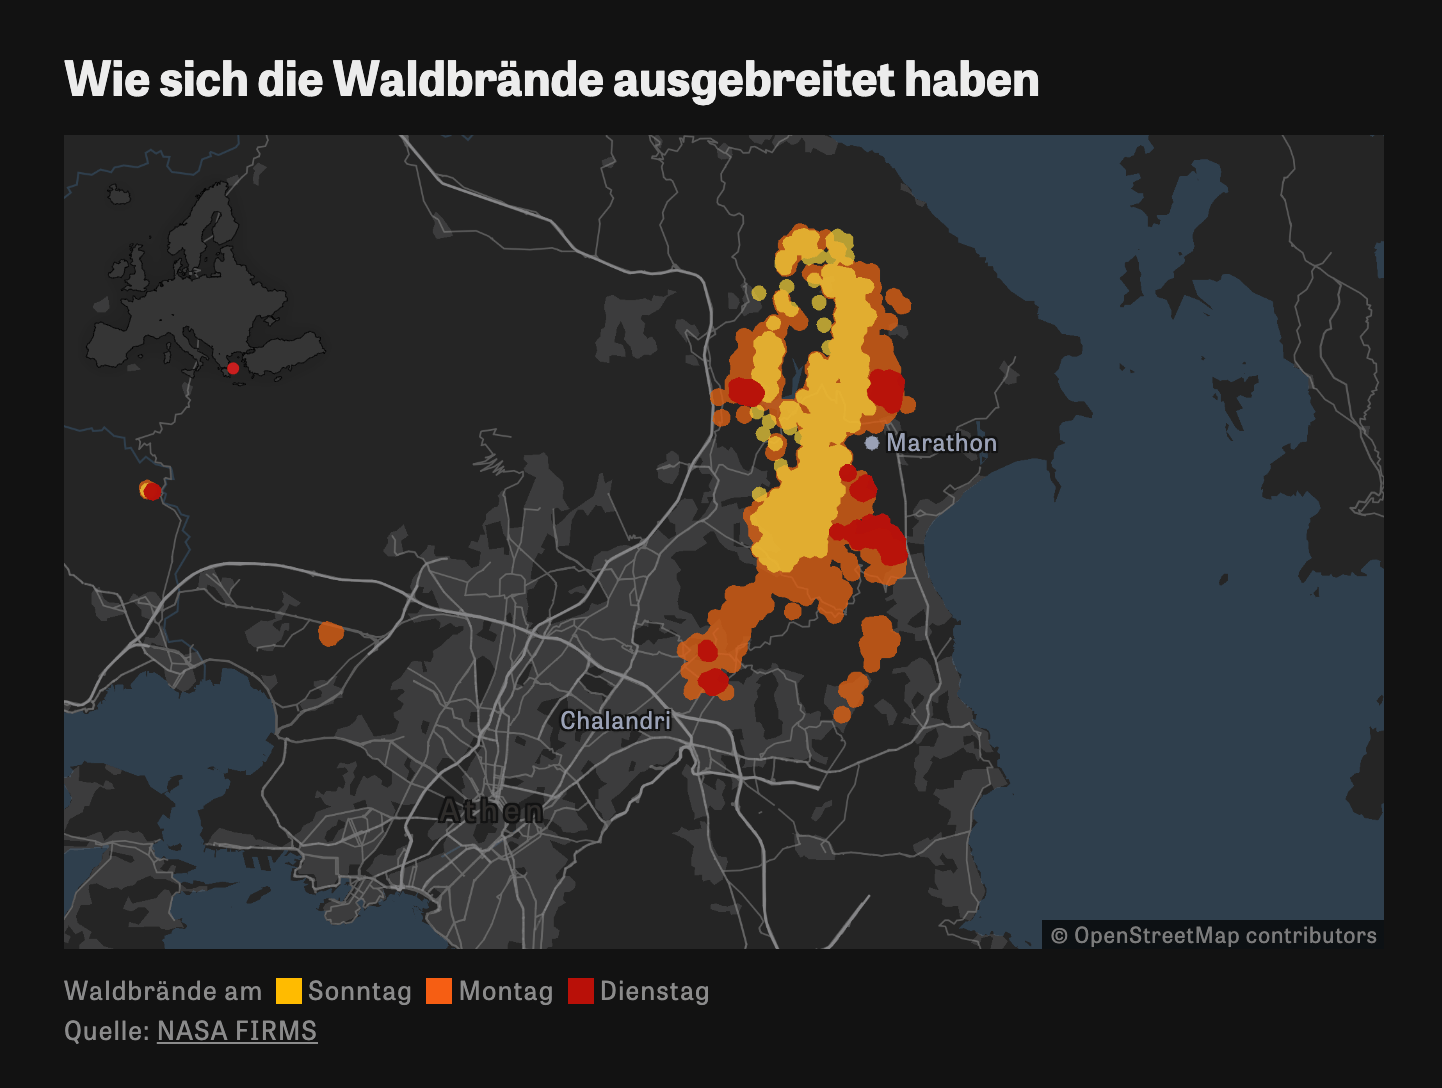 Wie sich die Waldbrände ausgebreitet haben
Marathon
Chalandri
Athen
© OpenStreetMap contributors
Waldbrände am Sonntag Montag Dienstag
Quelle: NASA FIRMS